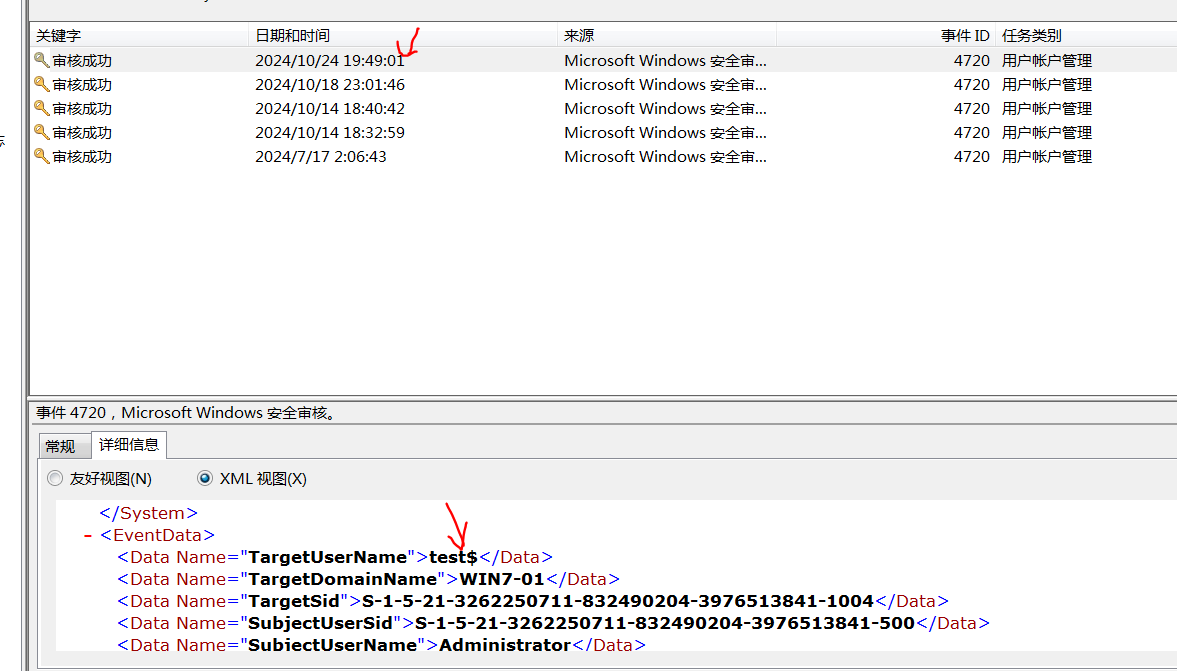 关键字 日期和时间 来源 事件 ID 任务类别
审核成功 2024/10/24 19:49:01 Microsoft Windows 安全审... 4720 用户帐户管理
审核成功 2024/10/18 23:01:46 Microsoft Windows 安全审... 4720 用户帐户管理
审核成功 2024/10/14 18:40:42 Microsoft Windows 安全审... 4720 用户帐户管理
审核成功 2024/10/14 18:32:59 Microsoft Windows 安全审... 4720 用户帐户管理
审核成功 2024/7/17 2:06:43 Microsoft Windows 安全审... 4720 用户帐户管理
事件 4720，Microsoft Windows 安全审核。
常规 详细信息
友好视图(N) XML 视图(X)
</System>
- <EventData>
<Data Name="TargetUserName">test$</Data>
<Data Name="TargetDomainName">WIN7-01</Data>
<Data Name="TargetSid">S-1-5-21-3262250711-832490204-3976513841-1004</Data>
<Data Name="SubjectUserSid">S-1-5-21-3262250711-832490204-3976513841-500</Data>
<Data Name="SubjectUserName">Administrator</Data>